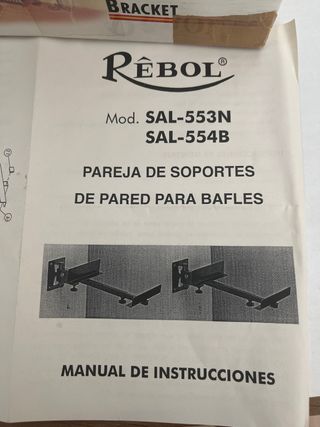 BRACKET
RÊBOL®
Mod. SAL-553N
SAL-554B
PAREJA DE SOPORTES
DE PARED PARA BAFLES
MANUAL DE INSTRUCCIONES